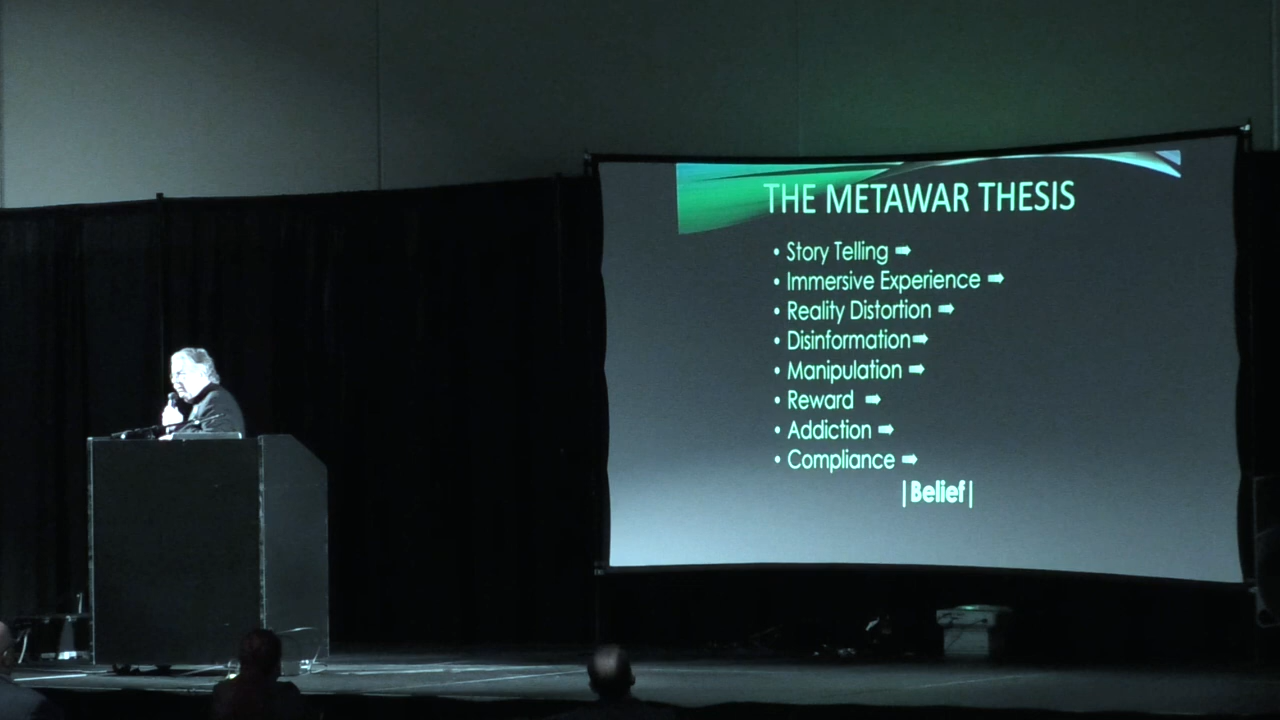 THE METAWAR THESIS
• Story Telling ➡
• Immersive Experience ➡
• Reality Distortion ➡
• Disinformation➡
• Manipulation ➡
• Reward ➡
• Addiction ➡
• Compliance ➡
|Belief|